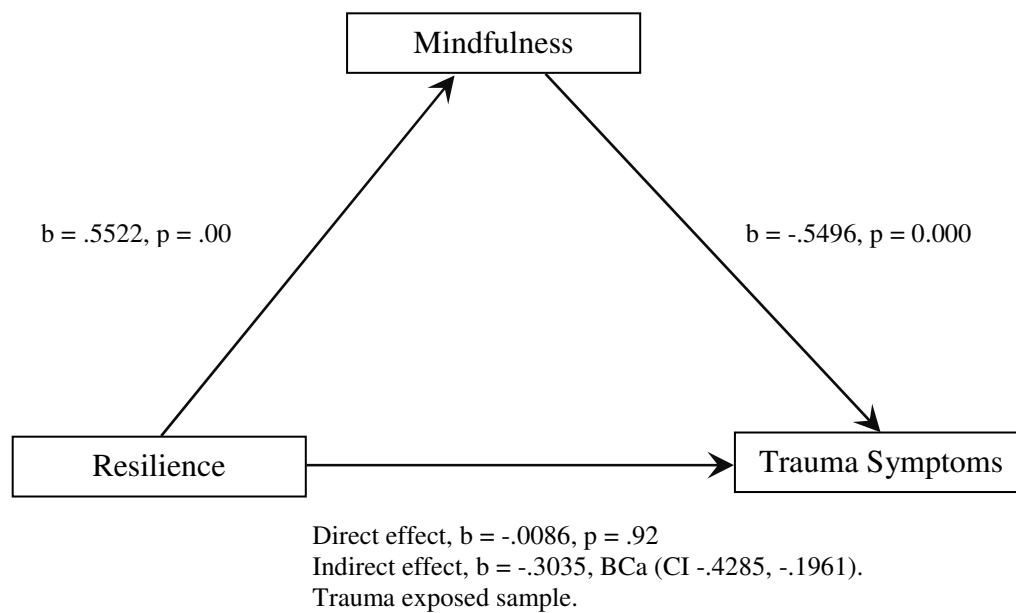 Mindfulness
b = .5522, p = .00
b = -.5496, p = 0.000
Resilience
Trauma Symptoms
Direct effect, b = -.0086, p = .92
Indirect effect, b = -.3035, BCa (CI -.4285, -.1961).
Trauma exposed sample.